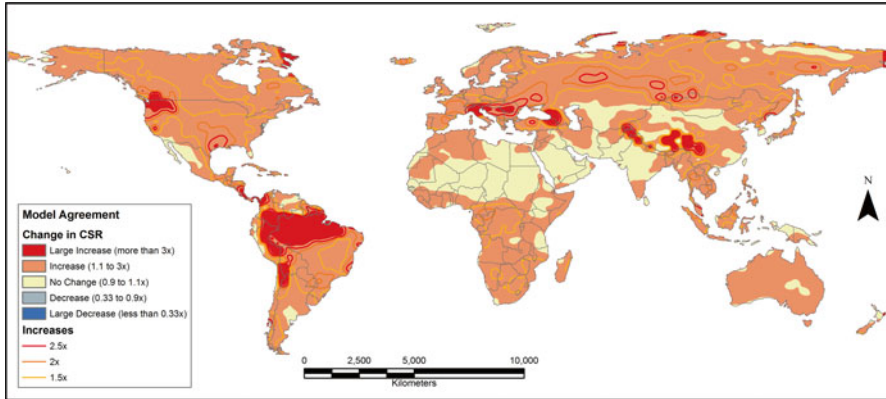 N
Model Agreement
Change in CSR
Large Increase (more than 3x)
Increase (1.1 to 3x)
No Change (0.9 to 1.1x)
Decrease (0.33 to 0.9x)
Large Decrease (less than 0.33x)
Increases
2.5x
2x
1.5x
0 2,500 5,000 10,000
Kilometers